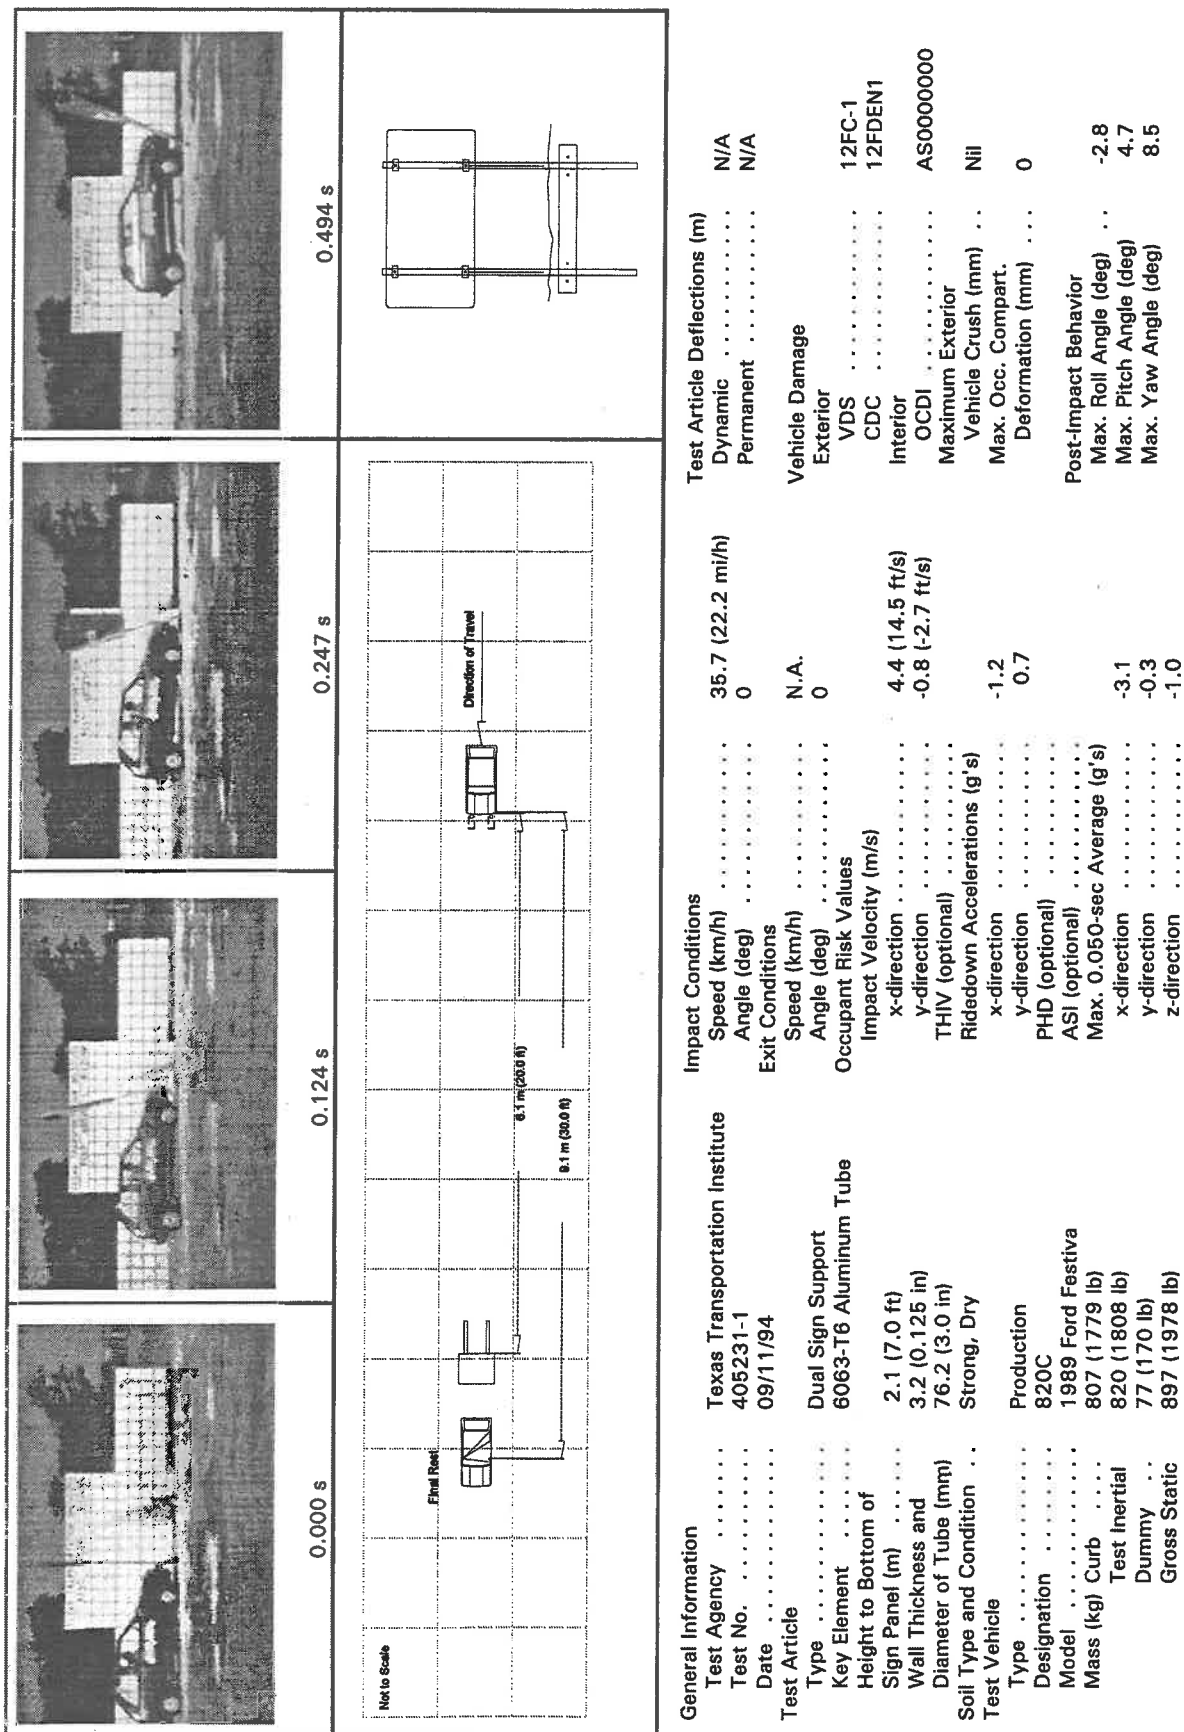 0.000 s
0.124 s
0.247 s
0.494 s
Not to Scale
Final Rest
6.1 m (20.0 ft)
9.1 m (30.0 ft)
Direction of Travel
General Information
Test Agency . . . . . . . Texas Transportation Institute
Test No. . . . . . . . . . 405231-1
Date . . . . . . . . . . . . 09/11/94
Test Article
Type . . . . . . . . . . . . Dual Sign Support
Key Element . . . . . . 6063-T6 Aluminum Tube
Height to Bottom of
Sign Panel (m) . . . . . 2.1 (7.0 ft)
Wall Thickness and 3.2 (0.125 in)
Diameter of Tube (mm) 76.2 (3.0 in)
Soil Type and Condition . . Strong, Dry
Test Vehicle
Type . . . . . . . . . . . . Production
Designation . . . . . . . 820C
Model . . . . . . . . . . . 1989 Ford Festiva
Mass (kg) Curb . . . . 807 (1779 lb)
Test Inertial 820 (1808 lb)
Dummy . . 77 (170 lb)
Gross Static 897 (1978 lb)
Impact Conditions
Speed (km/h) . . . . . . . . . . 35.7 (22.2 mi/h)
Angle (deg) . . . . . . . . . . . 0
Exit Conditions
Speed (km/h) . . . . . . . . . . N.A.
Angle (deg) . . . . . . . . . . . 0
Occupant Risk Values
Impact Velocity (m/s)
x-direction . . . . . . . . . . . 4.4 (14.5 ft/s)
y-direction . . . . . . . . . . . -0.8 (-2.7 ft/s)
THIV (optional) . . . . . . . . .
Ridedown Accelerations (g's)
x-direction . . . . . . . . . . . -1.2
y-direction . . . . . . . . . . . 0.7
PHD (optional) . . . . . . . . .
ASI (optional) . . . . . . . . . .
Max. 0.050-sec Average (g's)
x-direction . . . . . . . . . . . -3.1
y-direction . . . . . . . . . . . -0.3
z-direction . . . . . . . . . . . -1.0
Test Article Deflections (m)
Dynamic . . . . . . . . . . . N/A
Permanent . . . . . . . . . N/A
Vehicle Damage
Exterior
VDS . . . . . . . . . . . . 12FC-1
CDC . . . . . . . . . . . . 12FDEN1
Interior
OCDI . . . . . . . . . . . AS0000000
Maximum Exterior
Vehicle Crush (mm) . . Nil
Max. Occ. Compart.
Deformation (mm) . . . 0
Post-Impact Behavior
Max. Roll Angle (deg) . . -2.8
Max. Pitch Angle (deg) 4.7
Max. Yaw Angle (deg) 8.5